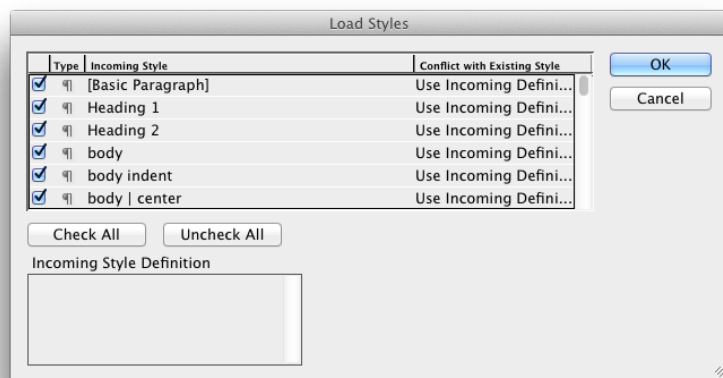 Load Styles
Type Incoming Style Conflict with Existing Style
¶ [Basic Paragraph] Use Incoming Defini...
¶ Heading 1 Use Incoming Defini...
¶ Heading 2 Use Incoming Defini...
¶ body Use Incoming Defini...
¶ body indent Use Incoming Defini...
¶ body | center Use Incoming Defini...
OK
Cancel
Check All Uncheck All
Incoming Style Definition